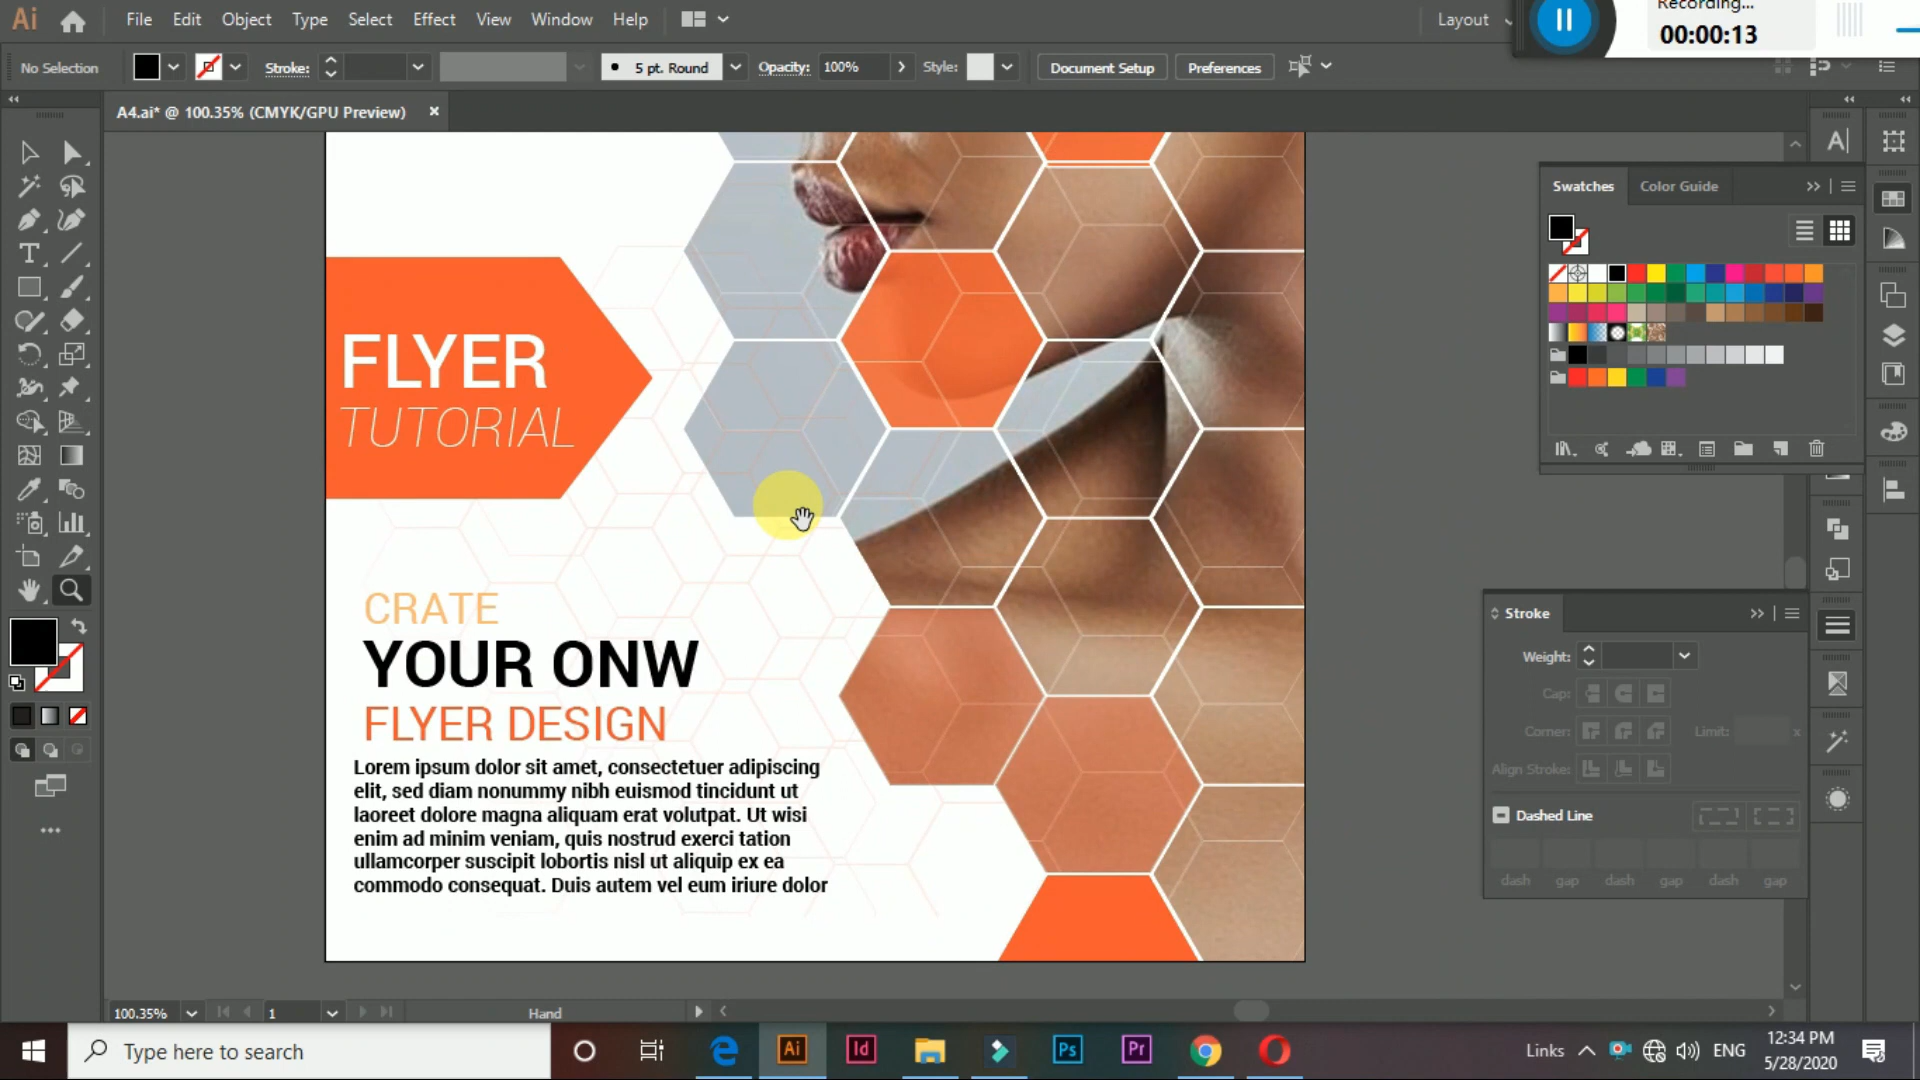 Ai File Edit Object Type Select Effect View Window Help Layout
Recording...
00:00:13
No Selection Stroke: 5 pt. Round Opacity: 100% Style: Document Setup Preferences
A4.ai* @ 100.35% (CMYK/GPU Preview) ×
Swatches Color Guide
FLYER
TUTORIAL
CRATE
YOUR ONW
FLYER DESIGN
Lorem ipsum dolor sit amet, consectetuer adipiscing
elit, sed diam nonummy nibh euismod tincidunt ut
laoreet dolore magna aliquam erat volutpat. Ut wisi
enim ad minim veniam, quis nostrud exerci tation
ullamcorper suscipit lobortis nisl ut aliquip ex ea
commodo consequat. Duis autem vel eum iriure dolor
Stroke
Weight:
Cap:
Corner: Limit: x
Align Stroke:
Dashed Line
dash gap dash gap dash gap
100.35% 1 Hand
Type here to search
Ai Id Ps Pr
Links ENG 12:34 PM
5/28/2020